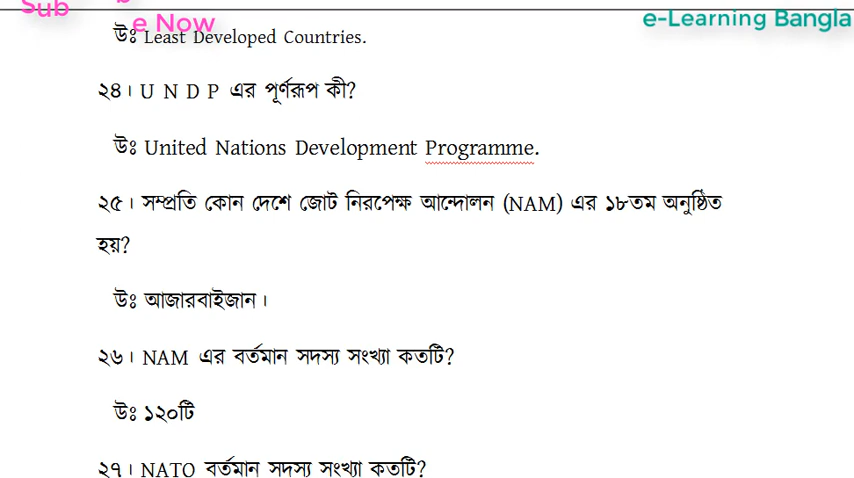 Sub b
e Now
e-Learning Bangla
উঃ Least Developed Countries.
২৪। U N D P এর পূর্ণরূপ কী?
উঃ United Nations Development Programme.
২৫। সম্প্রতি কোন দেশে জোট নিরপেক্ষ আন্দোলন (NAM) এর ১৮তম অনুষ্ঠিত
হয়?
উঃ আজারবাইজান।
২৬। NAM এর বর্তমান সদস্য সংখ্যা কতটি?
উঃ ১২০টি
২৭। NATO বর্তমান সদস্য সংখ্যা কতটি?